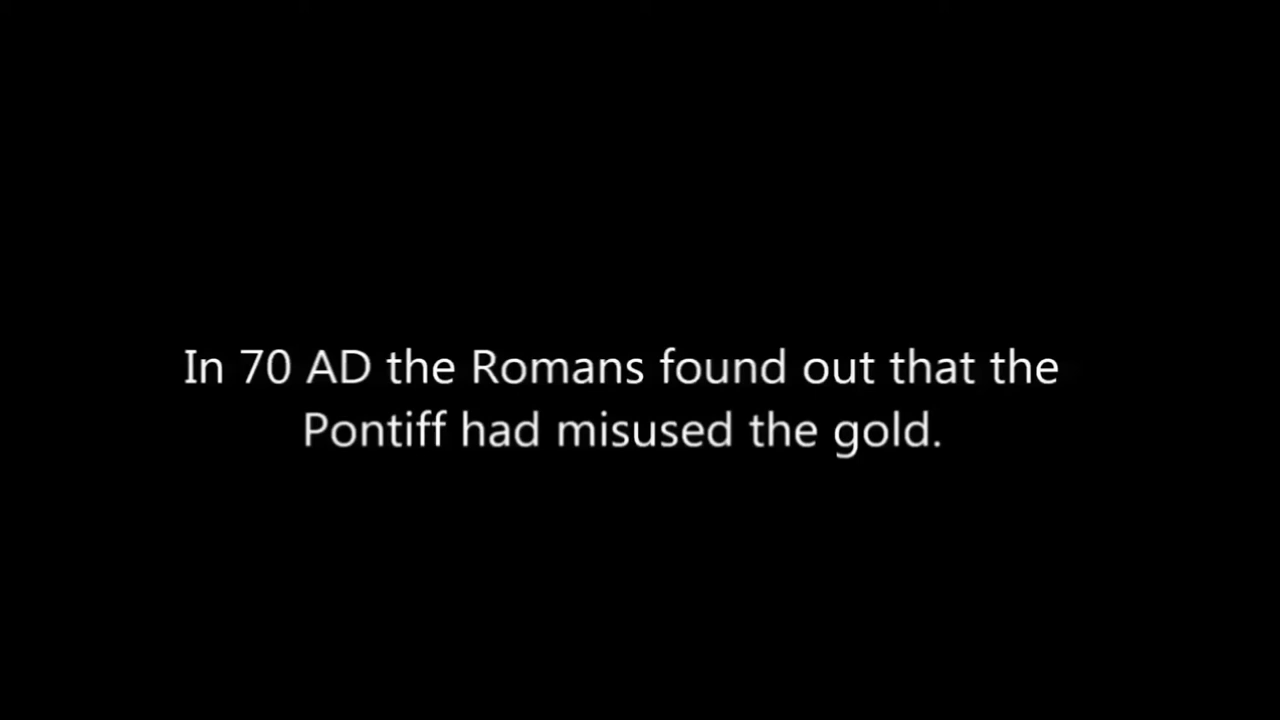 In 70 AD the Romans found out that the
Pontiff had misused the gold.